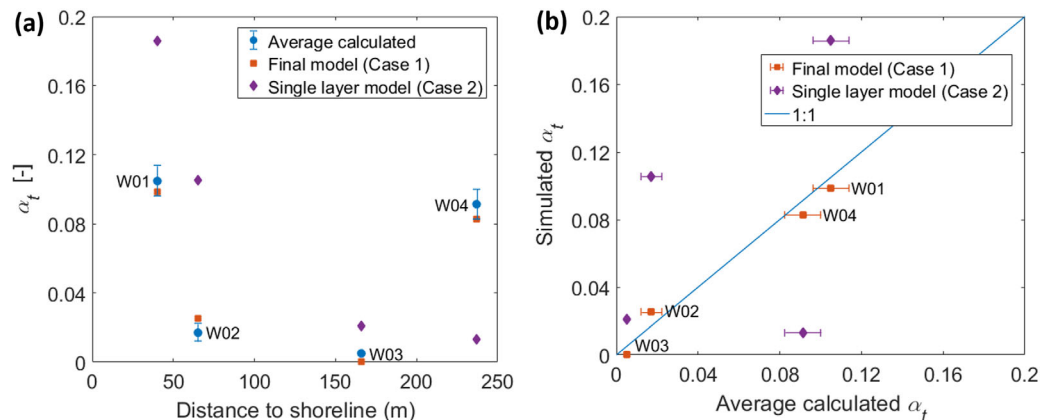 (a)
0.2
0.16
0.12
0.08
0.04
0
αt [-]
Average calculated
Final model (Case 1)
Single layer model (Case 2)
W01
W02
W03
W04
0 50 100 150 200 250
Distance to shoreline (m)
(b)
0.2
0.16
0.12
0.08
0.04
0
Simulated αt
Final model (Case 1)
Single layer model (Case 2)
1:1
W01
W04
W02
W03
0 0.04 0.08 0.12 0.16 0.2
Average calculated αt